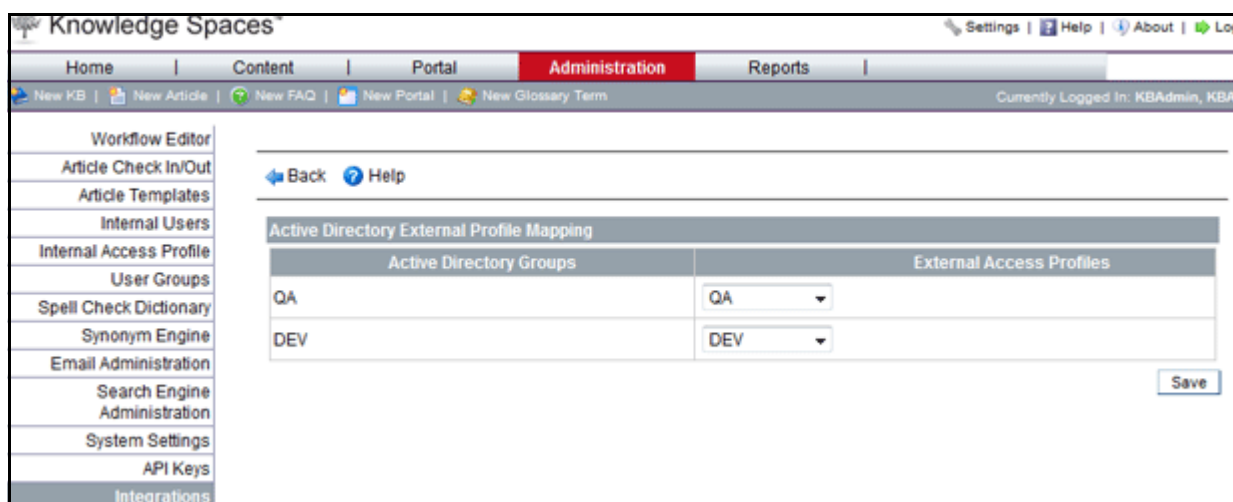 Knowledge Spaces™
Settings | Help | About |
Home | Content | Portal Administration Reports |
New KB | New Article | New FAQ | New Portal | New Glossary Term Currently Logged In: KBAdmin,
Workflow Editor
Article Check In/Out
Back Help
Article Templates
Internal Users
Active Directory External Profile Mapping
Internal Access Profile
Active Directory Groups External Access Profiles
User Groups
QA QA
Spell Check Dictionary
Synonym Engine
DEV DEV
Email Administration
Save
Search Engine
Administration
System Settings
API Keys
Integrations